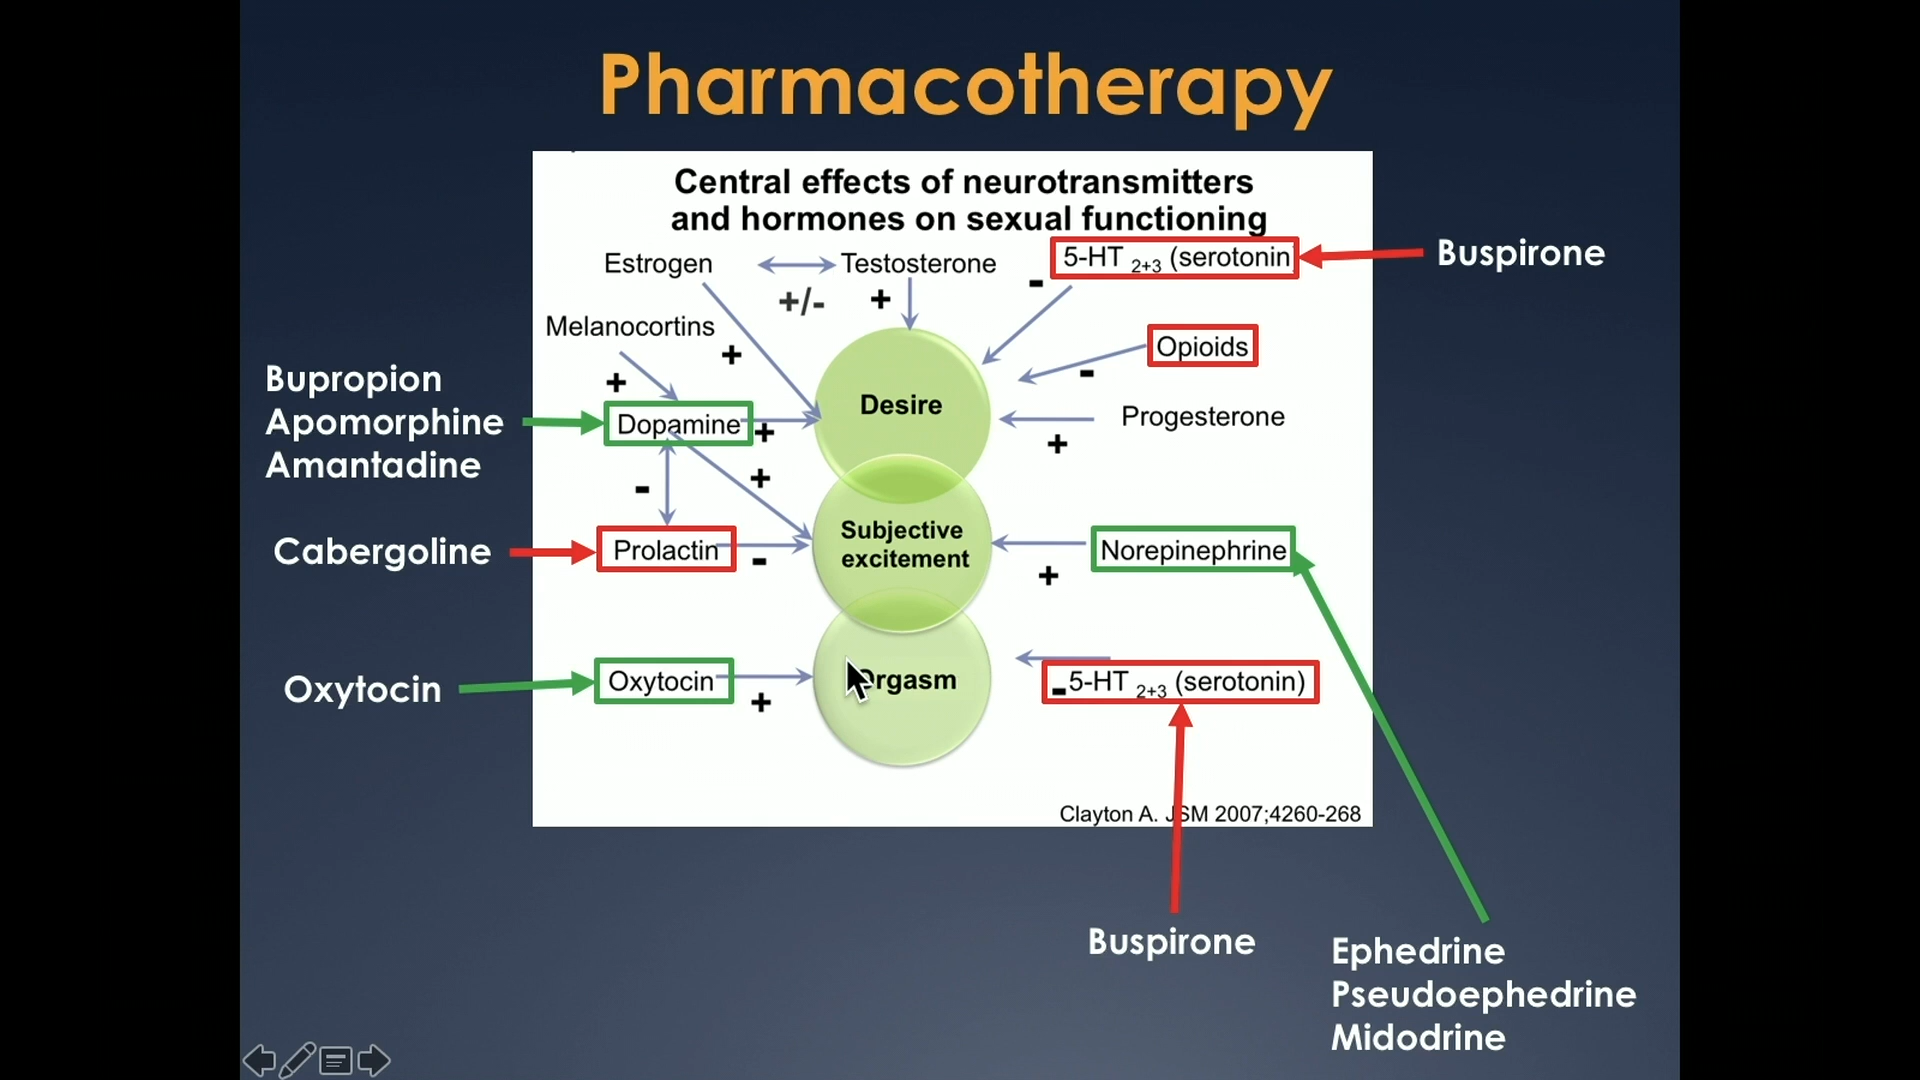 Pharmacotherapy
Central effects of neurotransmitters
and hormones on sexual functioning
Estrogen
Testosterone
5-HT 2+3 (serotonin
Buspirone
+/-
+
-
Melanocortins
+
Opioids
-
+
Bupropion
Apomorphine
Amantadine
Dopamine
+
Desire
Progesterone
+
+
-
Cabergoline
Prolactin
-
Subjective
excitement
Norepinephrine
+
Oxytocin
Oxytocin
+
Orgasm
-5-HT 2+3 (serotonin)
Clayton A. JSM 2007;4260-268
Buspirone
Ephedrine
Pseudoephedrine
Midodrine